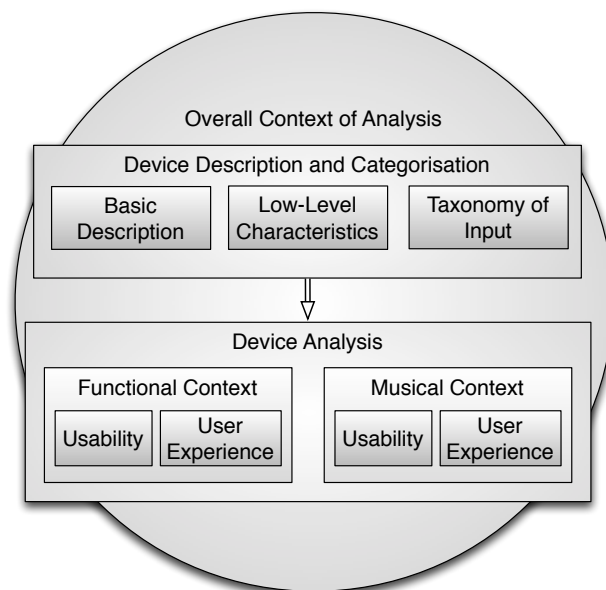 Overall Context of Analysis
Device Description and Categorisation
Basic
Description
Low-Level
Characteristics
Taxonomy of
Input
Device Analysis
Functional Context
Usability
User
Experience
Musical Context
Usability
User
Experience